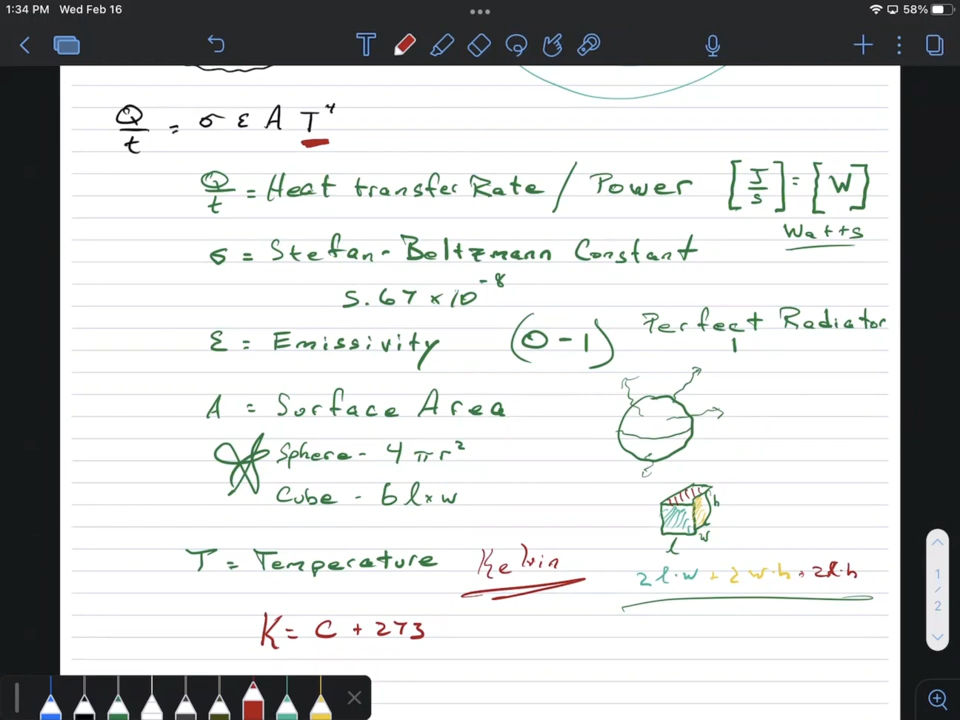 1:34 PM Wed Feb 16 58%
Q/t = σ ε A T⁴
Q/t = Heat transfer Rate / Power [J/s] = [W]
Watts
σ = Stefan-Boltzmann Constant
5.67 × 10⁻⁸
ε = Emissivity (0 - 1) Perfect Radiator
1
A = Surface Area
Sphere - 4πr²
Cube - 6 l × w
h
w
l
T = Temperature Kelvin
2l·w + 2w·h + 2l·h
K = C + 273
1
/
2